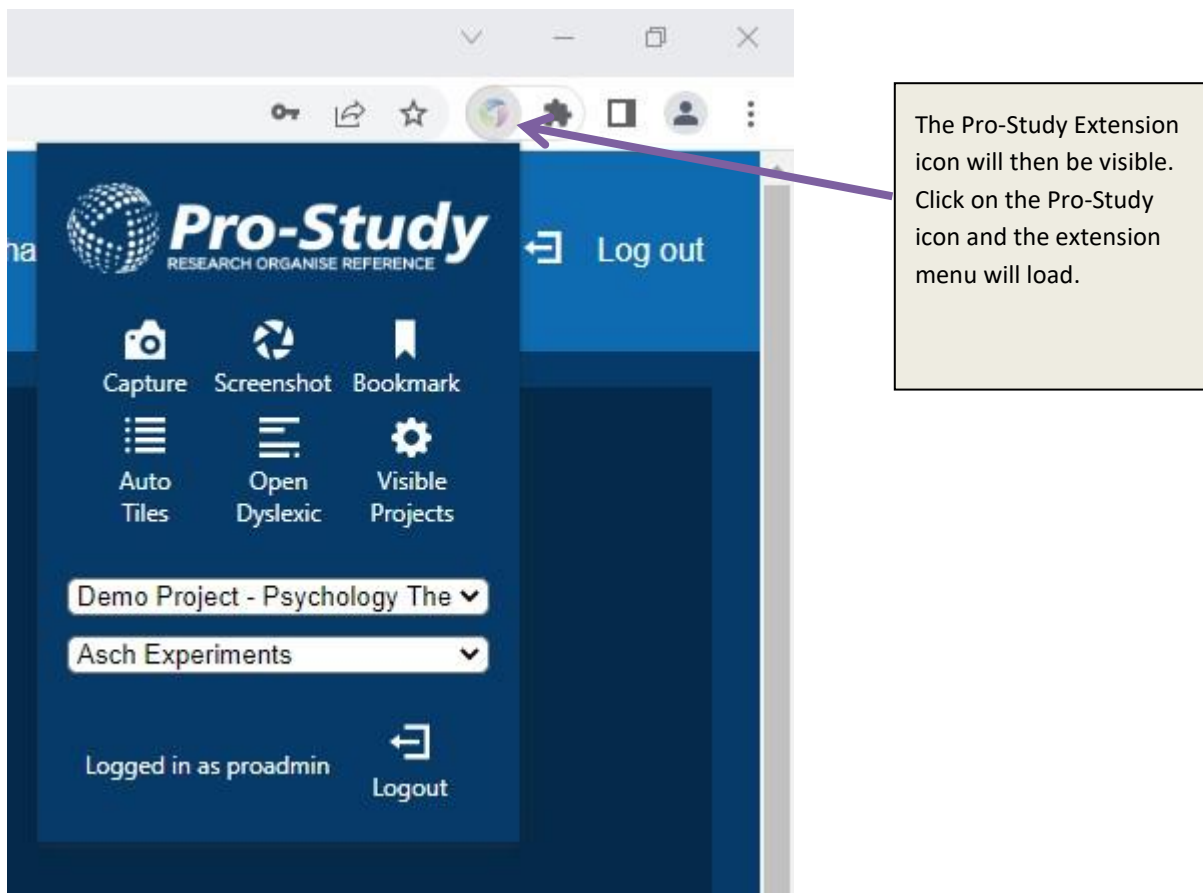 The Pro-Study Extension
icon will then be visible.
Click on the Pro-Study
icon and the extension
menu will load.
Pro-Study
RESEARCH ORGANISE REFERENCE
Log out
Capture Screenshot Bookmark
Auto Open Visible
Tiles Dyslexic Projects
Demo Project - Psychology The
Asch Experiments
Logged in as proadmin
Logout